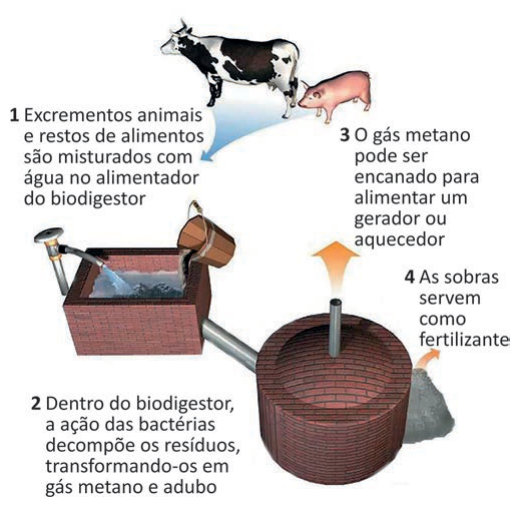 1 Excrementos animais
e restos de alimentos
são misturados com
água no alimentador
do biodigestor
3 O gás metano
pode ser
encanado para
alimentar um
gerador ou
aquecedor
4 As sobras
servem
como
fertilizante
2 Dentro do biodigestor,
a ação das bactérias
decompõe os resíduos,
transformando-os em
gás metano e adubo